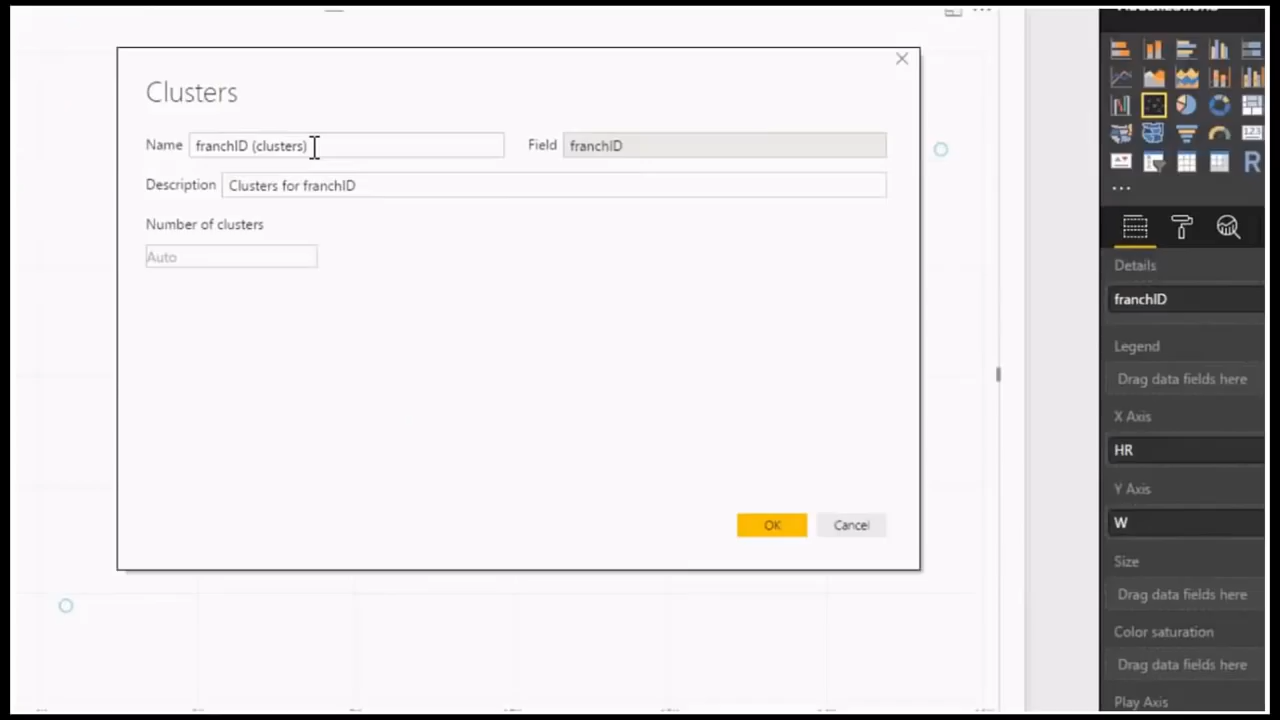 Clusters
Name franchID (clusters) Field franchID
Description Clusters for franchID
Number of clusters
Auto
OK Cancel
123
R
Details
franchID
Legend
Drag data fields here
X Axis
HR
Y Axis
W
Size
Drag data fields here
Color saturation
Drag data fields here
Play Axis